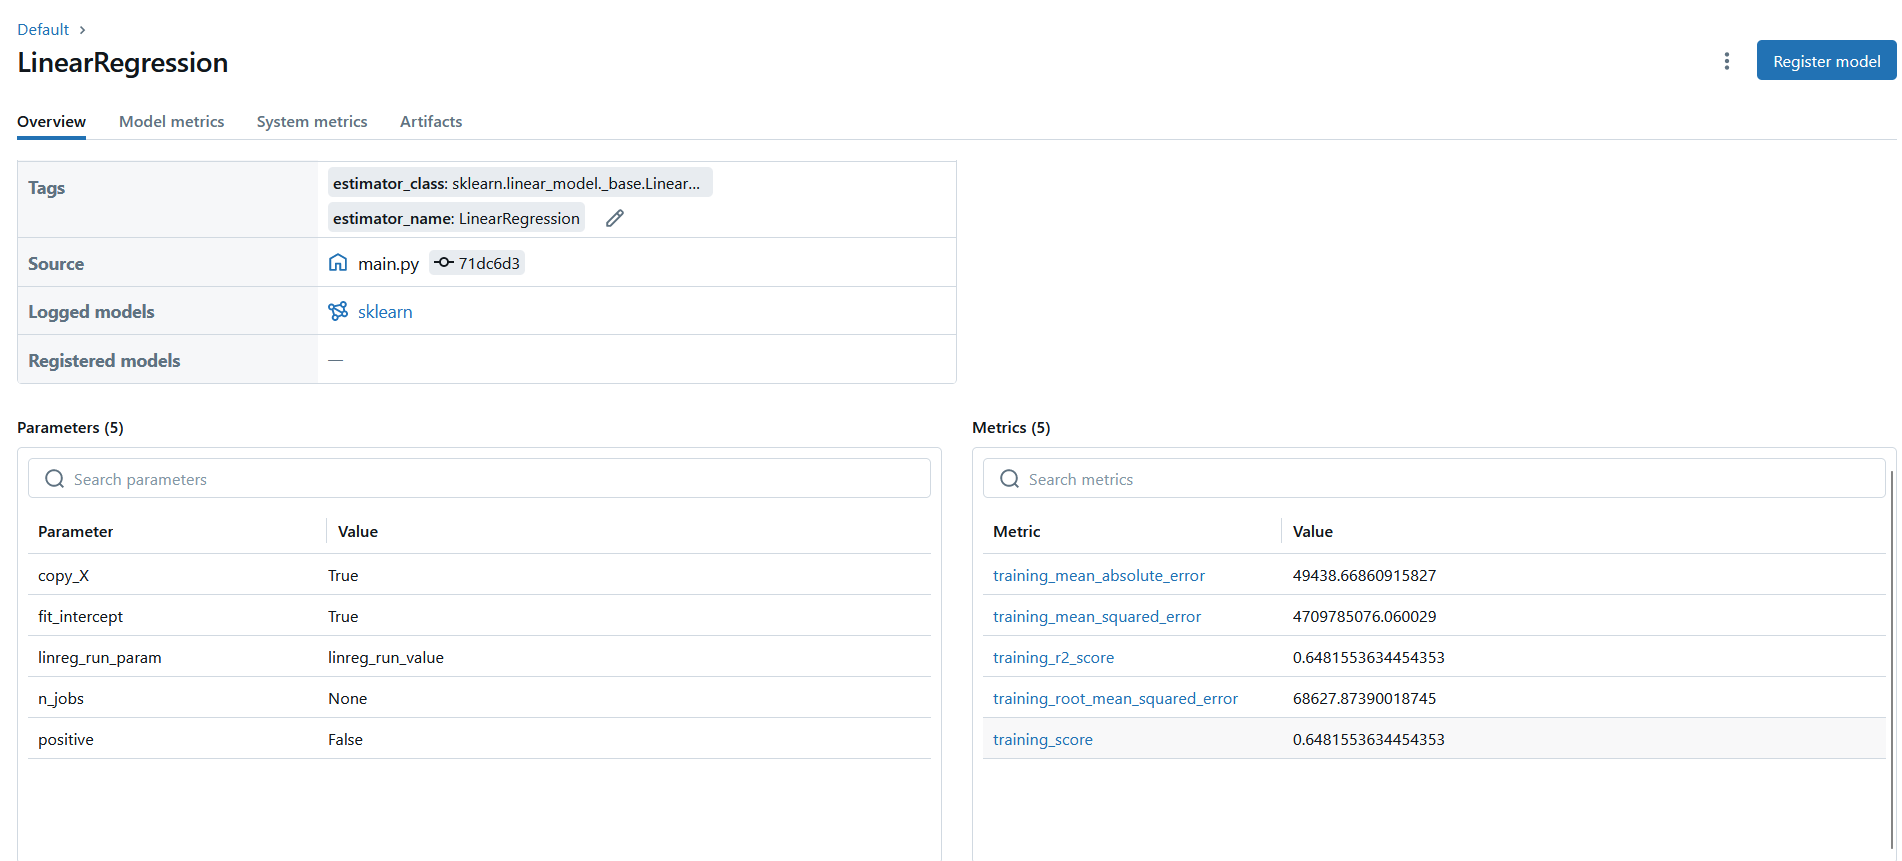 Default >
LinearRegression
Register model
Overview Model metrics System metrics Artifacts
Tags
estimator_class: sklearn.linear_model._base.Linear...
estimator_name: LinearRegression
Source main.py 71dc6d3
Logged models sklearn
Registered models —
Parameters (5)
Search parameters
Parameter Value
copy_X True
fit_intercept True
linreg_run_param linreg_run_value
n_jobs None
positive False
Metrics (5)
Search metrics
Metric Value
training_mean_absolute_error 49438.66860915827
training_mean_squared_error 4709785076.060029
training_r2_score 0.6481553634454353
training_root_mean_squared_error 68627.87390018745
training_score 0.6481553634454353